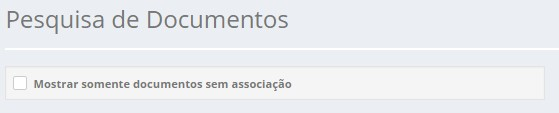 Pesquisa de Documentos
Mostrar somente documentos sem associação